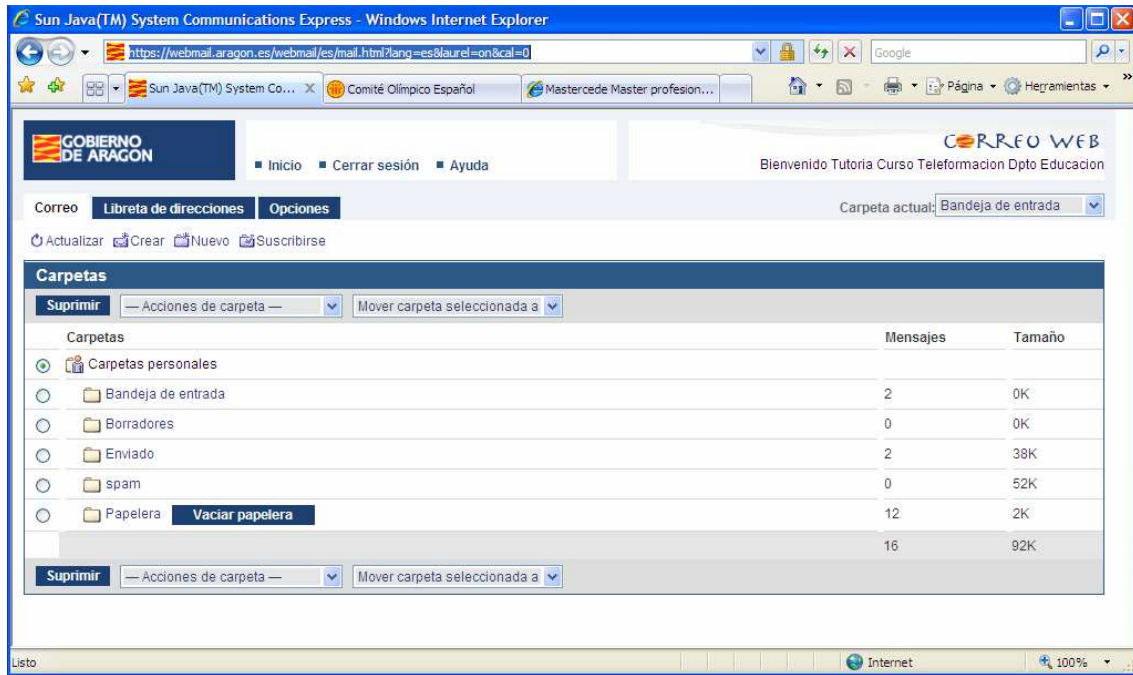 Sun Java(TM) System Communications Express - Windows Internet Explorer
https://webmail.aragon.es/webmail/es/mail.html?lang=es&laurel=on&cal=0
Google
Sun Java(TM) System Co... X
Comité Olímpico Español
Mastercede Master profesion...
Página
Herramientas
»
GOBIERNO
DE ARAGON
Inicio
Cerrar sesión
Ayuda
CORREO WEB
Bienvenido Tutoria Curso Teleformacion Dpto Educacion
Correo
Libreta de direcciones
Opciones
Carpeta actual: Bandeja de entrada
Actualizar Crear Nuevo Suscribirse
Carpetas
Suprimir — Acciones de carpeta — Mover carpeta seleccionada a
Carpetas Mensajes Tamaño
Carpetas personales
Bandeja de entrada 2 0K
Borradores 0 0K
Enviado 2 38K
spam 0 52K
Papelera Vaciar papelera 12 2K
16 92K
Suprimir — Acciones de carpeta — Mover carpeta seleccionada a
Listo Internet 100%